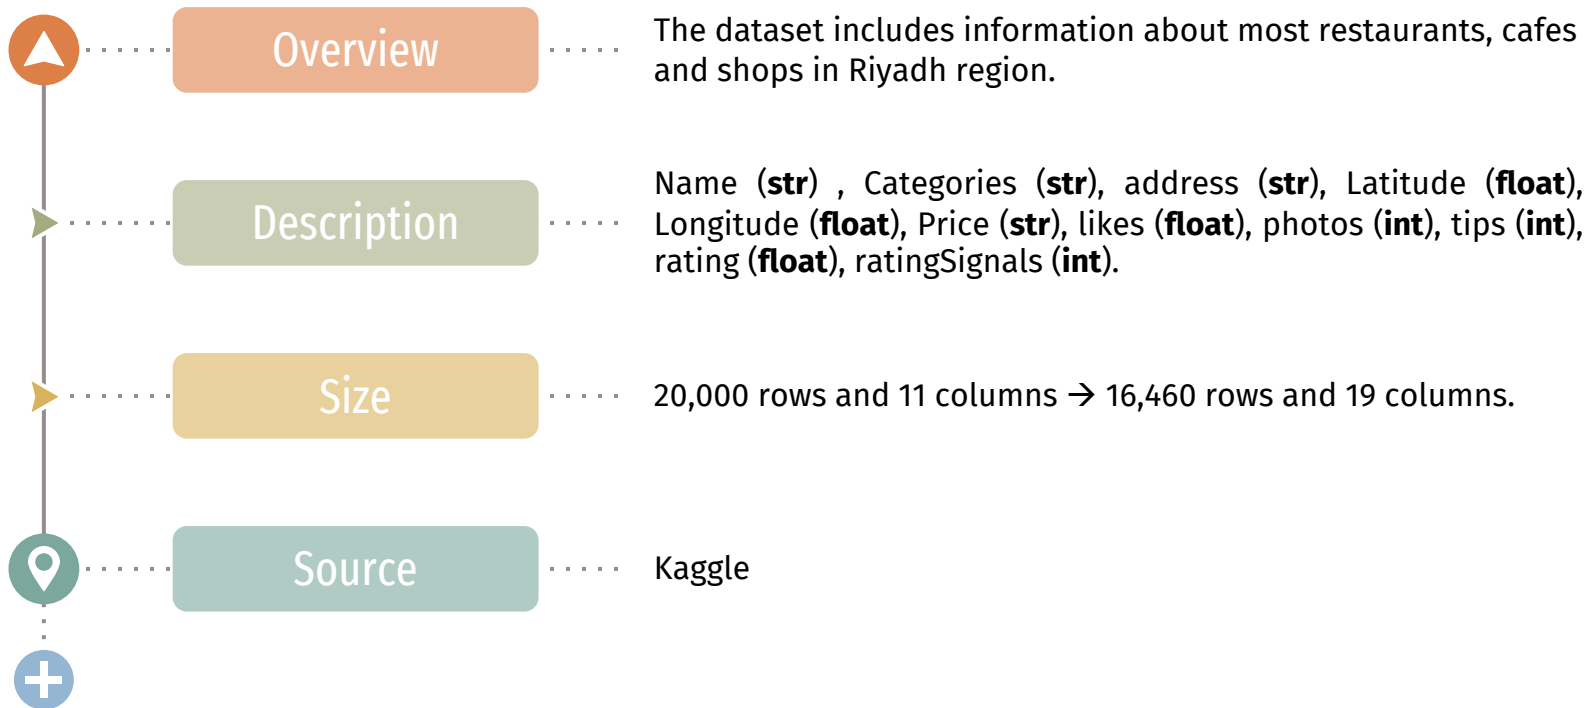 Overview
The dataset includes information about most restaurants, cafes
and shops in Riyadh region.
Description
Name (str) , Categories (str), address (str), Latitude (float),
Longitude (float), Price (str), likes (float), photos (int), tips (int),
rating (float), ratingSignals (int).
Size
20,000 rows and 11 columns → 16,460 rows and 19 columns.
Source
Kaggle